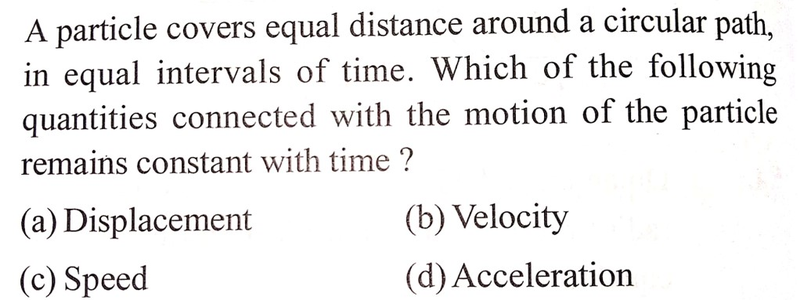 A particle covers equal distance around a circular path,
in equal intervals of time. Which of the following
quantities connected with the motion of the particle
remains constant with time ?
(a) Displacement (b) Velocity
(c) Speed (d) Acceleration